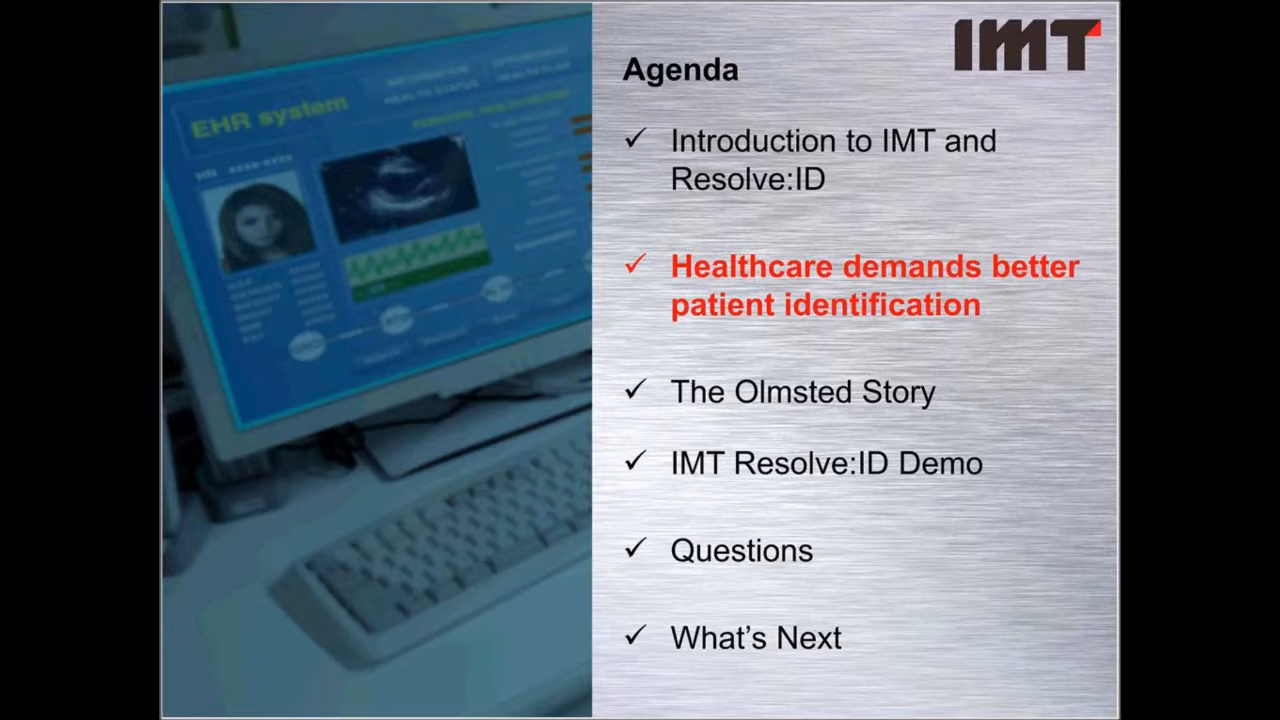 IMT
Agenda
✓ Introduction to IMT and
Resolve:ID
✓ Healthcare demands better
patient identification
✓ The Olmsted Story
✓ IMT Resolve:ID Demo
✓ Questions
✓ What’s Next
EHR system